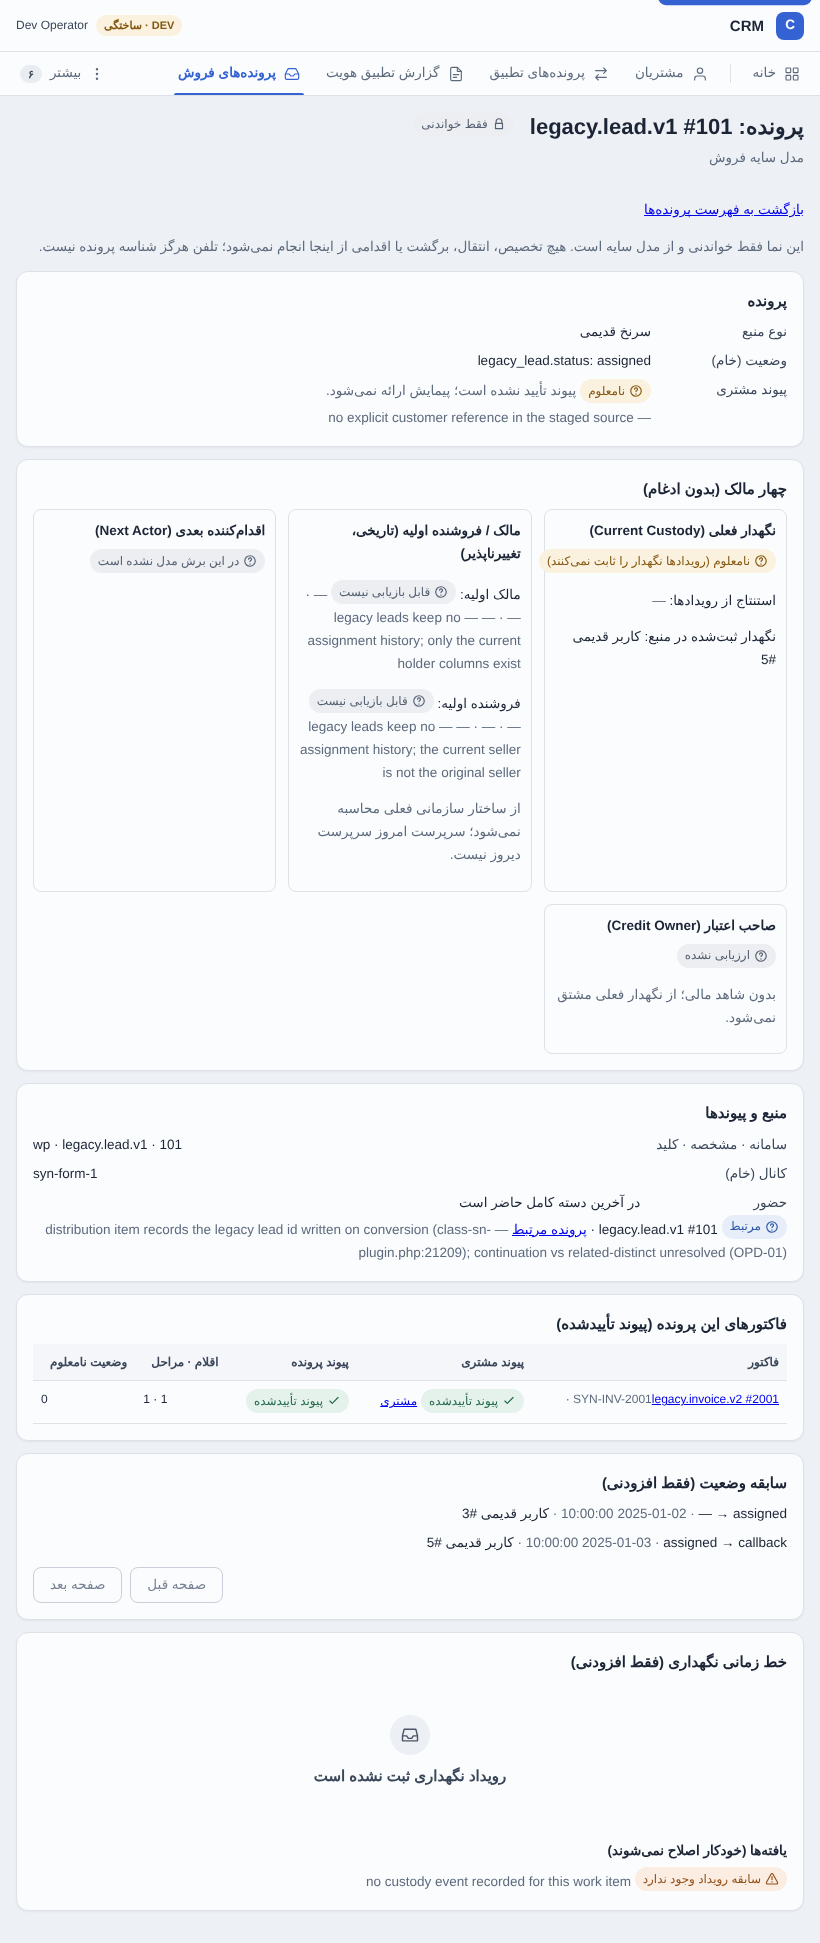 C CRM DEV · ساختگی Dev Operator
خانه مشتریان پرونده‌های تطبیق گزارش تطبیق هویت پرونده‌های فروش بیشتر ۶
پرونده: legacy.lead.v1 #101 فقط خواندنی
مدل سایه فروش
بازگشت به فهرست پرونده‌ها
این نما فقط خواندنی و از مدل سایه است. هیچ تخصیص، انتقال، برگشت یا اقدامی از اینجا انجام نمی‌شود؛ تلفن هرگز شناسه پرونده نیست.
پرونده
نوع منبع سرنخ قدیمی
وضعیت (خام) legacy_lead.status: assigned
پیوند مشتری نامعلوم پیوند تأیید نشده است؛ پیمایش ارائه نمی‌شود.
— no explicit customer reference in the staged source
چهار مالک (بدون ادغام)
نگهدار فعلی (Current Custody)
نامعلوم (رویدادها نگهدار را ثابت نمی‌کنند)
استنتاج از رویدادها: —
نگهدار ثبت‌شده در منبع: کاربر قدیمی
#5
مالک / فروشنده اولیه (تاریخی،
تغییرناپذیر)
مالک اولیه: قابل بازیابی نیست — ·
— · — — legacy leads keep no
assignment history; only the current
holder columns exist
فروشنده اولیه: قابل بازیابی نیست
— · — · — — legacy leads keep no
assignment history; the current seller
is not the original seller
از ساختار سازمانی فعلی محاسبه
نمی‌شود؛ سرپرست امروز سرپرست
دیروز نیست.
اقدام‌کننده بعدی (Next Actor)
در این برش مدل نشده است
صاحب اعتبار (Credit Owner)
ارزیابی نشده
بدون شاهد مالی؛ از نگهدار فعلی مشتق
نمی‌شود.
منبع و پیوندها
سامانه · مشخصه · کلید wp · legacy.lead.v1 · 101
کانال (خام) syn-form-1
حضور در آخرین دسته کامل حاضر است
مرتبط legacy.lead.v1 #101 · پرونده مرتبط — distribution item records the legacy lead id written on conversion (class-sn-
plugin.php:21209); continuation vs related-distinct unresolved (OPD-01)
فاکتورهای این پرونده (پیوند تأییدشده)
فاکتور پیوند مشتری پیوند پرونده اقلام · مراحل وضعیت نامعلوم
legacy.invoice.v2 #2001 SYN-INV-2001 · پیوند تأییدشده مشتری پیوند تأییدشده 1 · 1 0
سابقه وضعیت (فقط افزودنی)
— → assigned · 2025-01-02 10:00:00 · کاربر قدیمی #3
assigned → callback · 2025-01-03 10:00:00 · کاربر قدیمی #5
صفحه قبل صفحه بعد
خط زمانی نگهداری (فقط افزودنی)
رویداد نگهداری ثبت نشده است
یافته‌ها (خودکار اصلاح نمی‌شوند)
سابقه رویداد وجود ندارد no custody event recorded for this work item